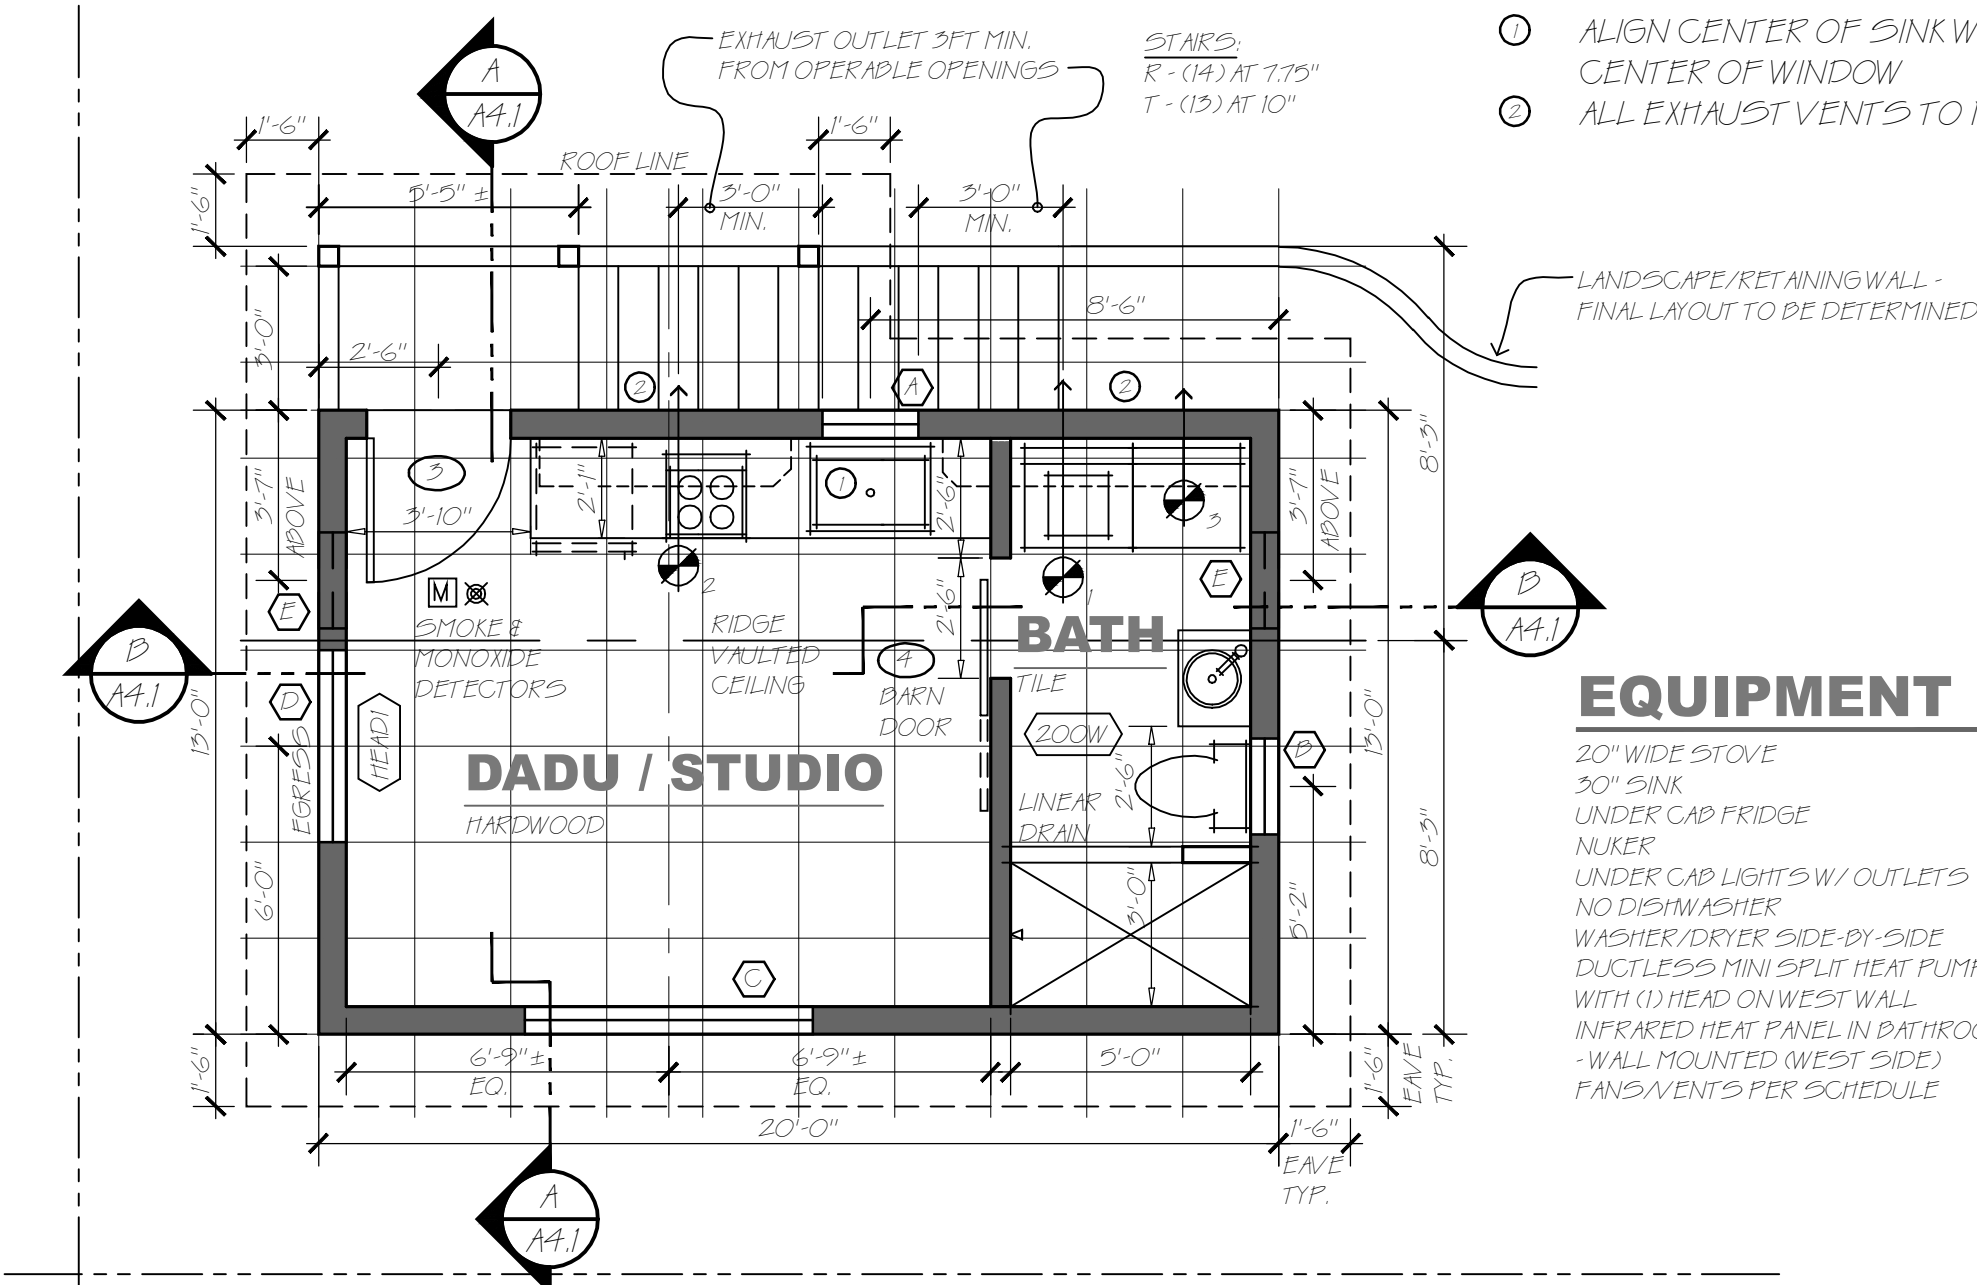 EXHAUST OUTLET 3FT MIN.
FROM OPERABLE OPENINGS
STAIRS:
R - (14) AT 7.75"
T - (13) AT 10"
1 ALIGN CENTER OF SINK W
CENTER OF WINDOW
2 ALL EXHAUST VENTS TO
A
A4.1
1'-6"
1'-6"
ROOF LINE
1'-6"
5'-5" ±
3'-0"
MIN.
3'-0"
MIN.
LANDSCAPE/RETAINING WALL -
FINAL LAYOUT TO BE DETERMINED
8'-6"
3'-0"
2'-6"
2
A
2
8'-3"
3'-7"
ABOVE
3
3'-10"
2'-1"
1
2'-6"
3
3'-7"
ABOVE
M
2
2'-6"
1
E
E
B
A4.1
B
A4.1
SMOKE &
MONOXIDE
DETECTORS
RIDGE
VAULTED
CEILING
4
BARN
DOOR
BATH
TILE
13'-0"
D
EGRESS
HEAD1
200W
B
13'-0"
DADU / STUDIO
HARDWOOD
LINEAR
DRAIN
2'-6"
8'-3"
6'-0"
3'-0"
5'-2"
C
EQUIPMENT
20" WIDE STOVE
30" SINK
UNDER CAB FRIDGE
NUKER
UNDER CAB LIGHTS W/ OUTLETS
NO DISHWASHER
WASHER/DRYER SIDE-BY-SIDE
DUCTLESS MINI SPLIT HEAT PUMP
WITH (1) HEAD ON WEST WALL
INFRARED HEAT PANEL IN BATHROO
- WALL MOUNTED (WEST SIDE)
FANS/VENTS PER SCHEDULE
1'-6"
6'-9" ±
EQ.
6'-9" ±
EQ.
5'-0"
1'-6"
EAVE
TYP.
20'-0"
1'-6"
EAVE
TYP.
A
A4.1